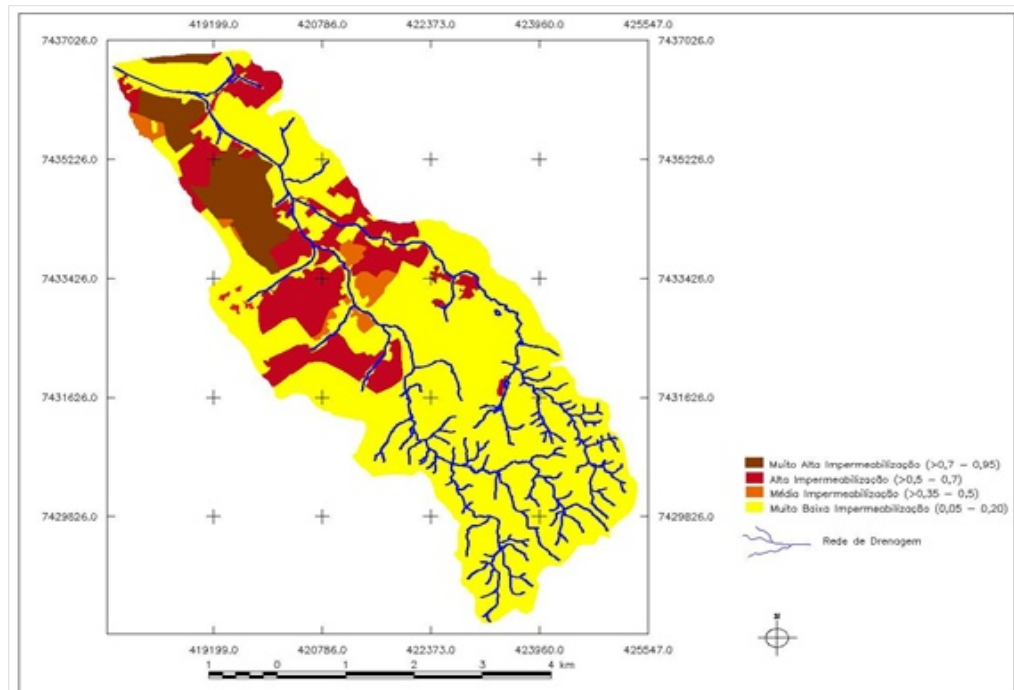 419199.0 420786.0 422373.0 423960.0 425547.0
7437026.0 7437026.0
7435226.0 7435226.0
7433426.0 7433426.0
7431626.0 7431626.0
7429826.0 7429826.0
Muito Alta Impermeabilização (>0,7 – 0,95)
Alta Impermeabilização (>0,5 – 0,7)
Média Impermeabilização (>0,35 – 0,5)
Muito Baixa Impermeabilização (0,05 – 0,20)
Rede de Drenagem
N
419199.0 420786.0 422373.0 423960.0 425547.0
1 0 1 2 3 4 km